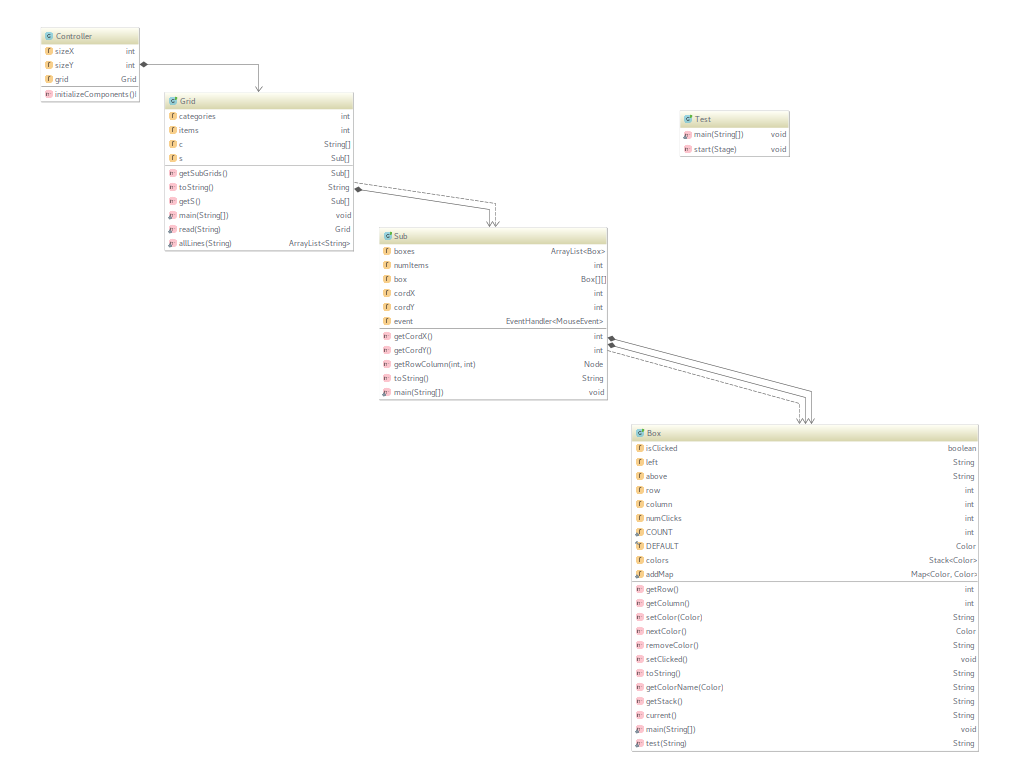 Controller
sizeX int
sizeY int
grid Grid
initializeComponents()
Grid
categories int
items int
c String[]
s Sub[]
getSubGrids() Sub[]
toString() String
getS() Sub[]
main(String[]) void
read(String) Grid
allLines(String) ArrayList<String>
Test
main(String[]) void
start(Stage) void
Sub
boxes ArrayList<Box>
numItems int
box Box[][]
cordX int
cordY int
event EventHandler<MouseEvent>
getCordX() int
getCordY() int
getRowColumn(int, int) Node
toString() String
main(String[]) void
Box
isClicked boolean
left String
above String
row int
column int
numClicks int
COUNT int
DEFAULT Color
colors Stack<Color>
addMap Map<Color, Color>
getRow() int
getColumn() int
setColor(Color) String
nextColor() Color
removeColor() String
setClicked() void
toString() String
getColorName(Color) String
getStack() String
current() String
main(String[]) void
test(String) String